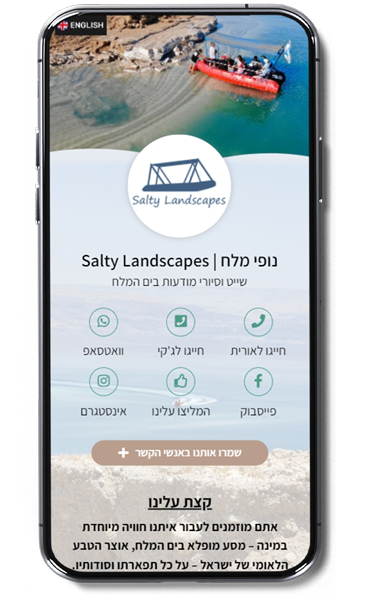 ENGLISH
Salty Landscapes
נופי מלח | Salty Landscapes
שייט וסיורי מודעות בים המלח
חייגו לאורית
חייגו לג'קי
וואטסאפ
פייסבוק
המליצו עלינו
אינסטגרם
שמרו אותנו באנשי הקשר +
קצת עלינו
אתם מוזמנים לעבור איתנו חוויה מיוחדת
במינה – מסע מופלא בים המלח, אוצר הטבע
הלאומי של ישראל – על כל תפארתו וסודותיו.